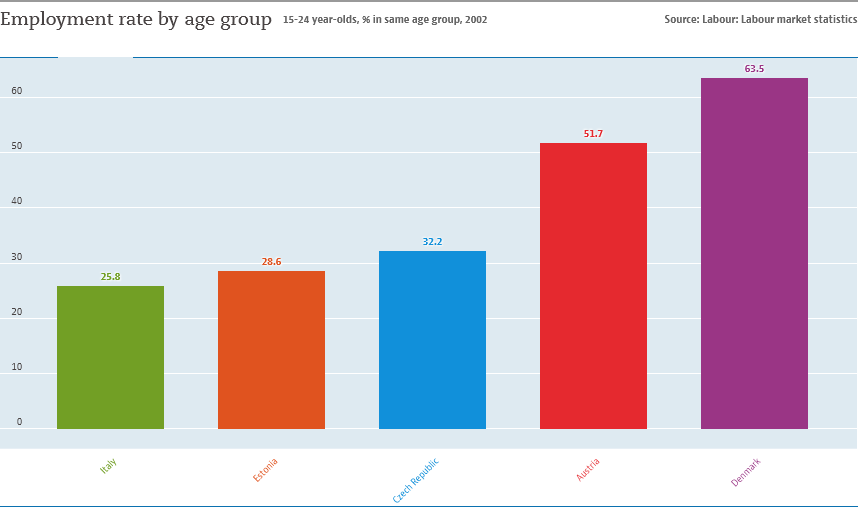 Employment rate by age group 15-24 year-olds, % in same age group, 2002 Source: Labour: Labour market statistics
63.5
60
51.7
50
40
32.2
30
28.6
25.8
20
10
0
Italy
Estonia
Czech Republic
Austria
Denmark